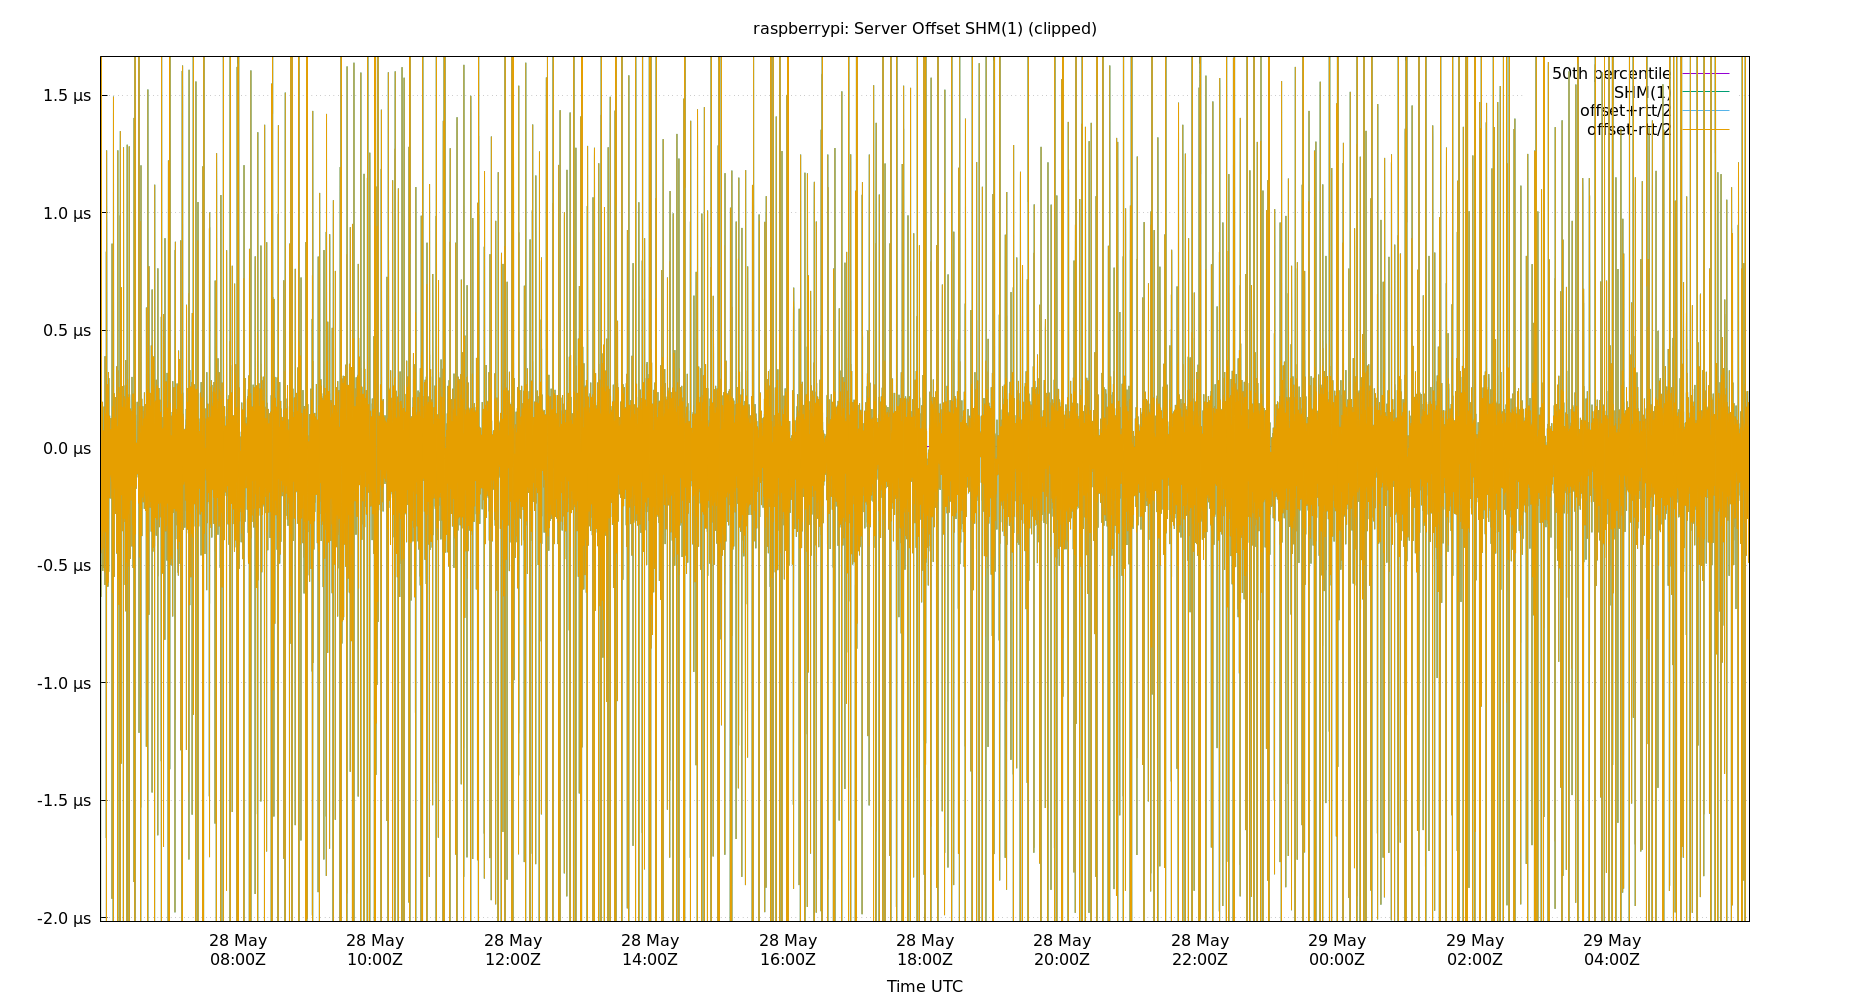 raspberrypi: Server Offset SHM(1) (clipped)
50th percentile
SHM(1)
offset+rtt/2
offset-rtt/2
1.5 µs
1.0 µs
0.5 µs
0.0 µs
-0.5 µs
-1.0 µs
-1.5 µs
-2.0 µs
28 May 28 May 28 May 28 May 28 May 28 May 28 May 28 May 29 May 29 May 29 May
08:00Z 10:00Z 12:00Z 14:00Z 16:00Z 18:00Z 20:00Z 22:00Z 00:00Z 02:00Z 04:00Z
Time UTC